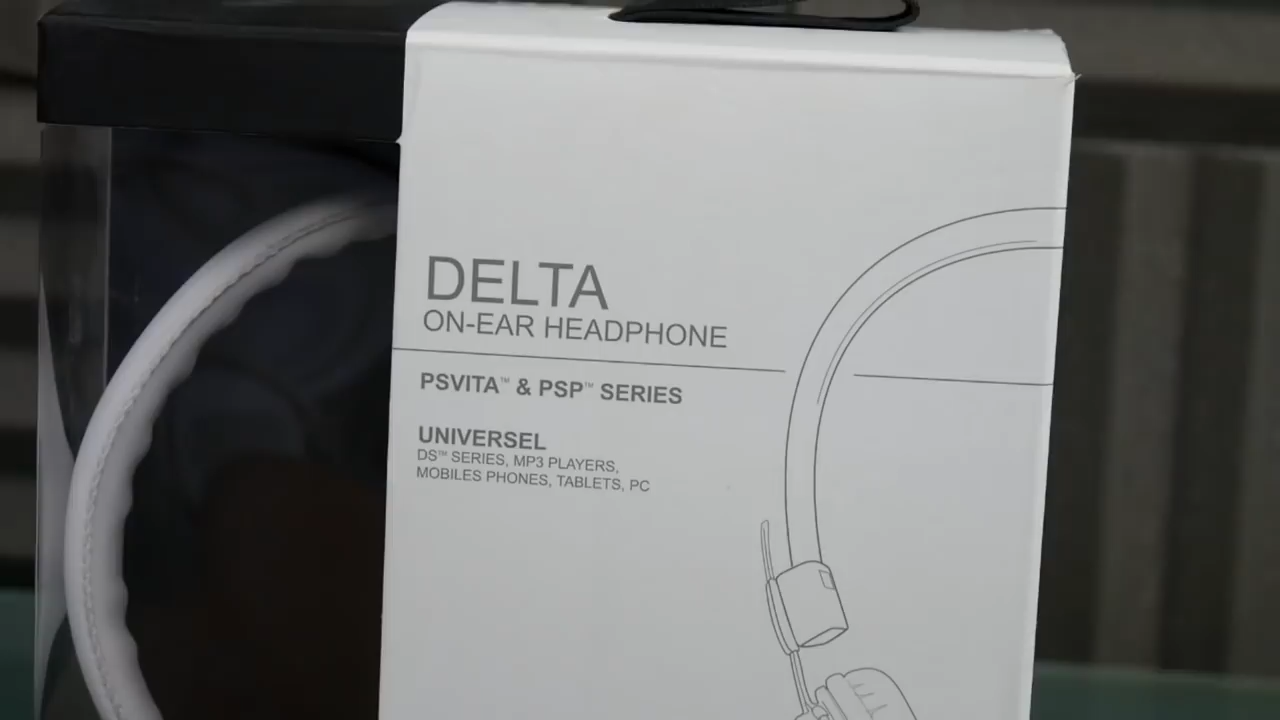 DELTA
ON-EAR HEADPHONE
PSVITA™ & PSP™ SERIES
UNIVERSEL
DS™ SERIES, MP3 PLAYERS,
MOBILES PHONES, TABLETS, PC